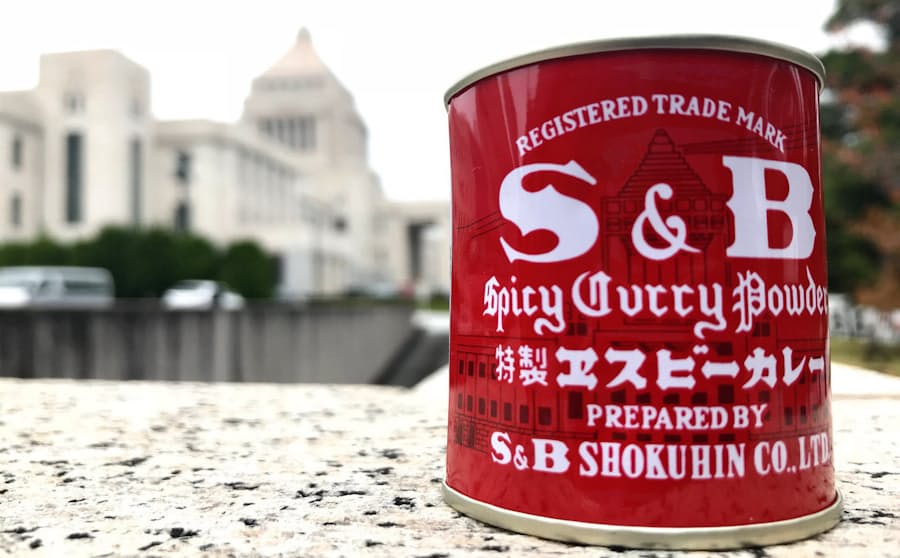 REGISTERED TRADE MARK
S & B
Spicy Curry Powder
特製 ヱスビーカレー
PREPARED BY
S&B SHOKUHIN CO., LTD.